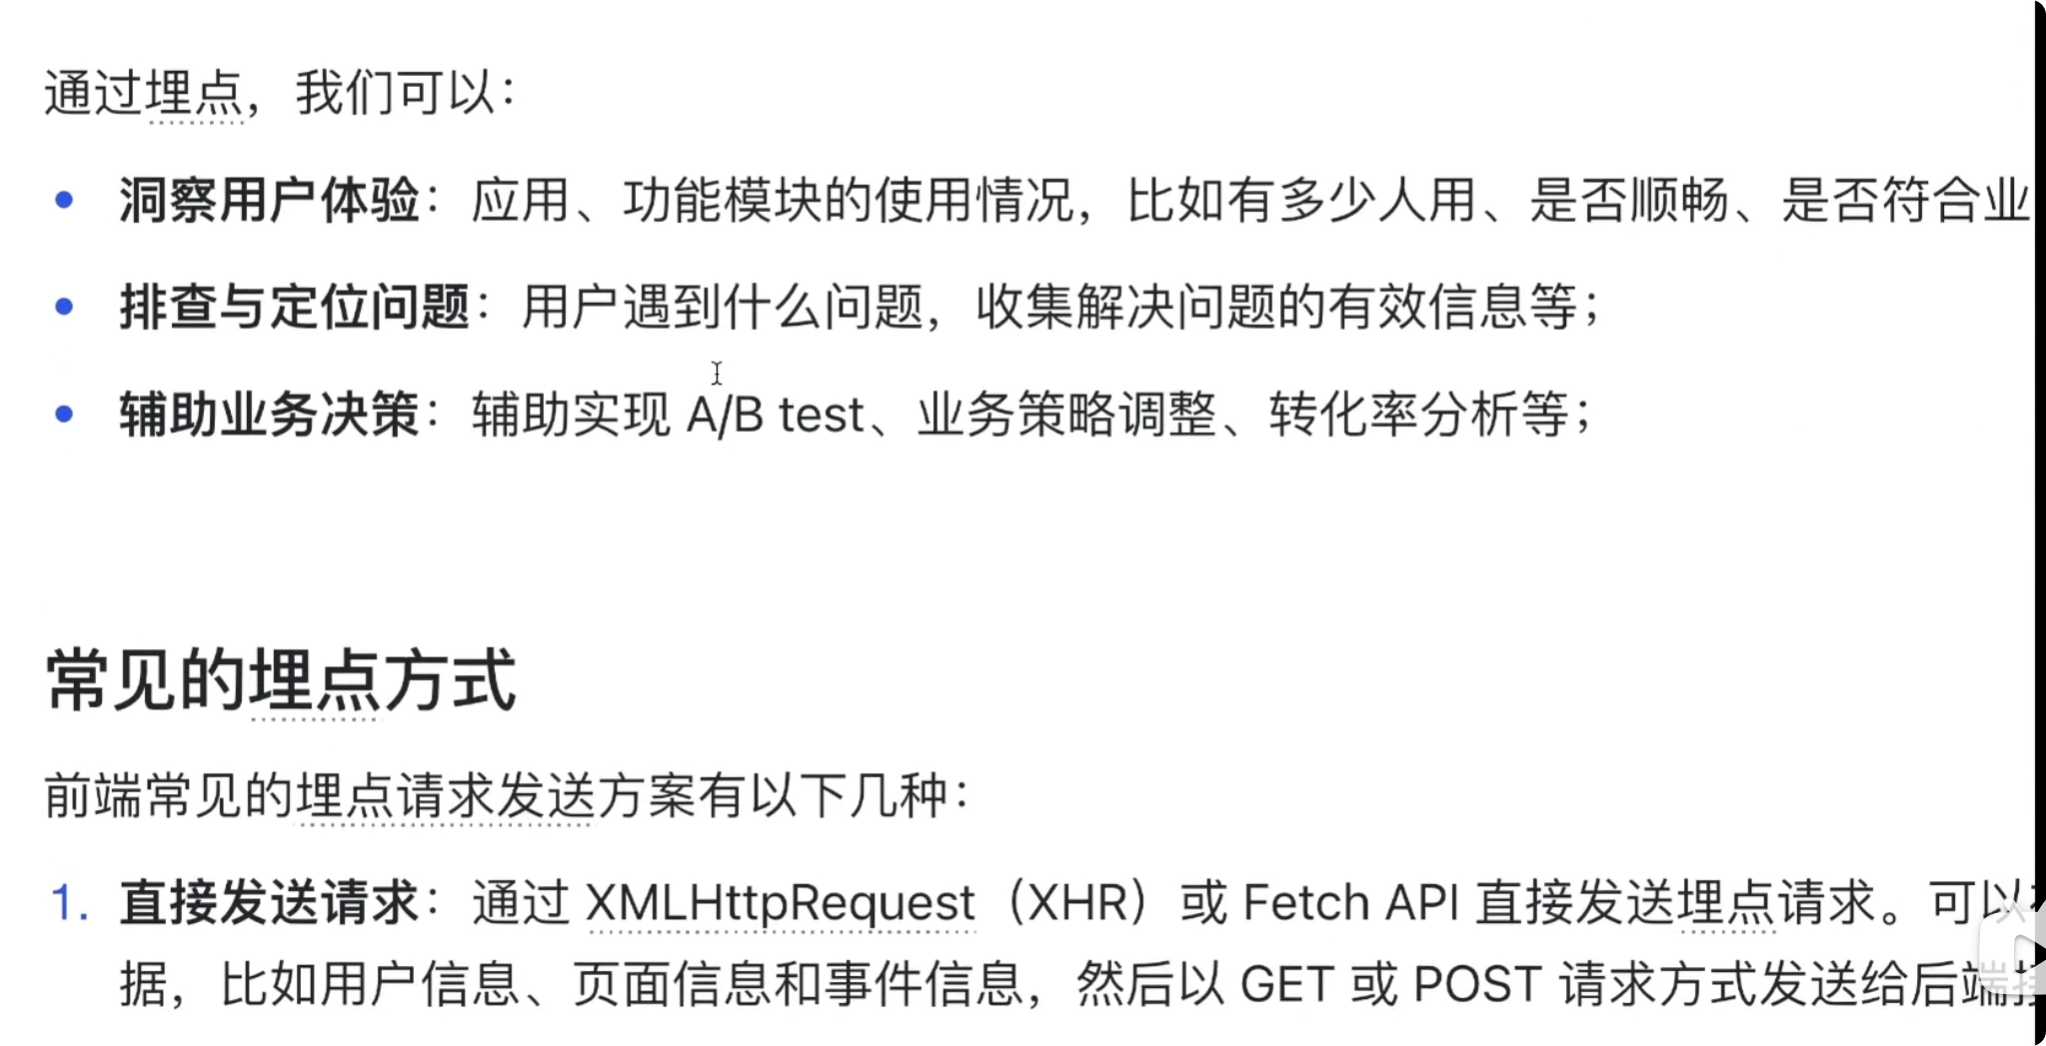 通过埋点，我们可以：
• 洞察用户体验：应用、功能模块的使用情况，比如有多少人用、是否顺畅、是否符合业
• 排查与定位问题：用户遇到什么问题，收集解决问题的有效信息等；
• 辅助业务决策：辅助实现 A/B test、业务策略调整、转化率分析等；
常见的埋点方式
前端常见的埋点请求发送方案有以下几种：
1. 直接发送请求：通过 XMLHttpRequest（XHR）或 Fetch API 直接发送埋点请求。可以
据，比如用户信息、页面信息和事件信息，然后以 GET 或 POST 请求方式发送给后端